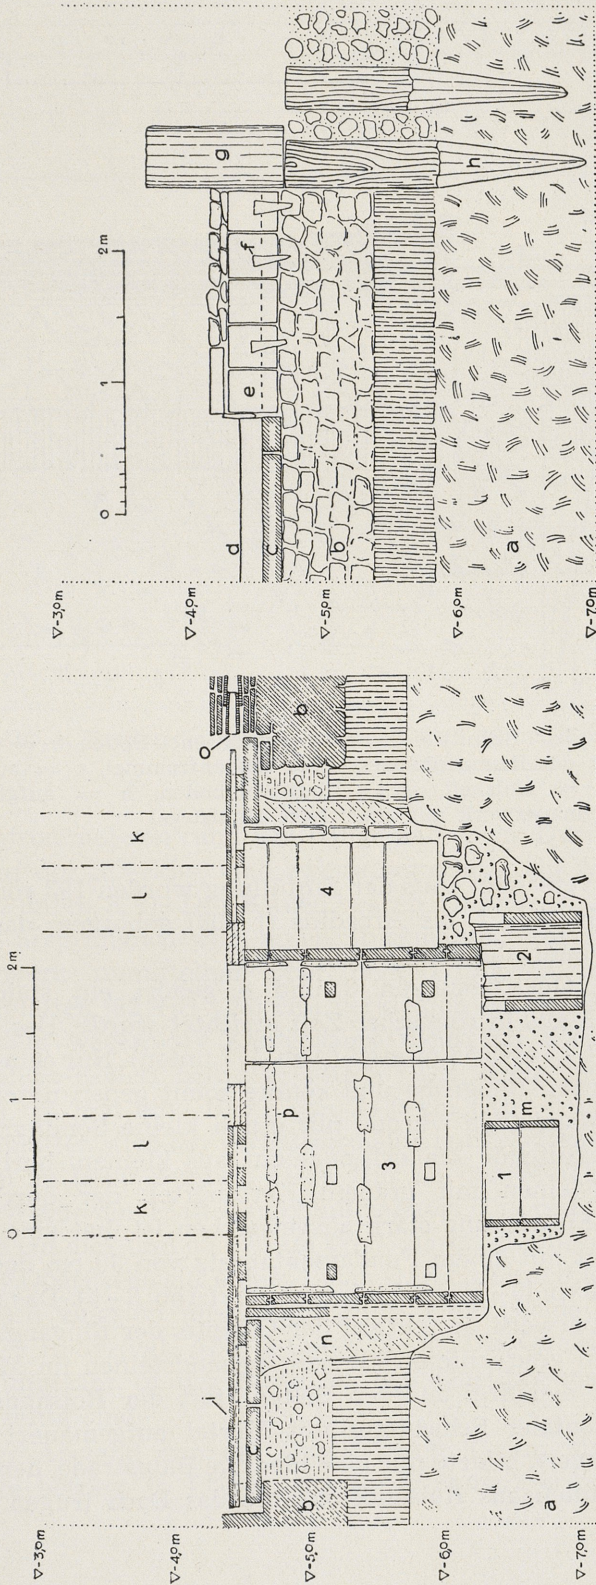 ▽-3,0m
0 2m
k l l k
▽-4,0m
i o
c
p 4
▽-5,0m
b n 3 b
▽-6,0m
1 m 2
a
▽-7,0m
▽-3,0m
0 1 2m
▽-4,0m
g
d e f
c
▽-5,0m
b
▽-6,0m
h
a
▽-7,0m